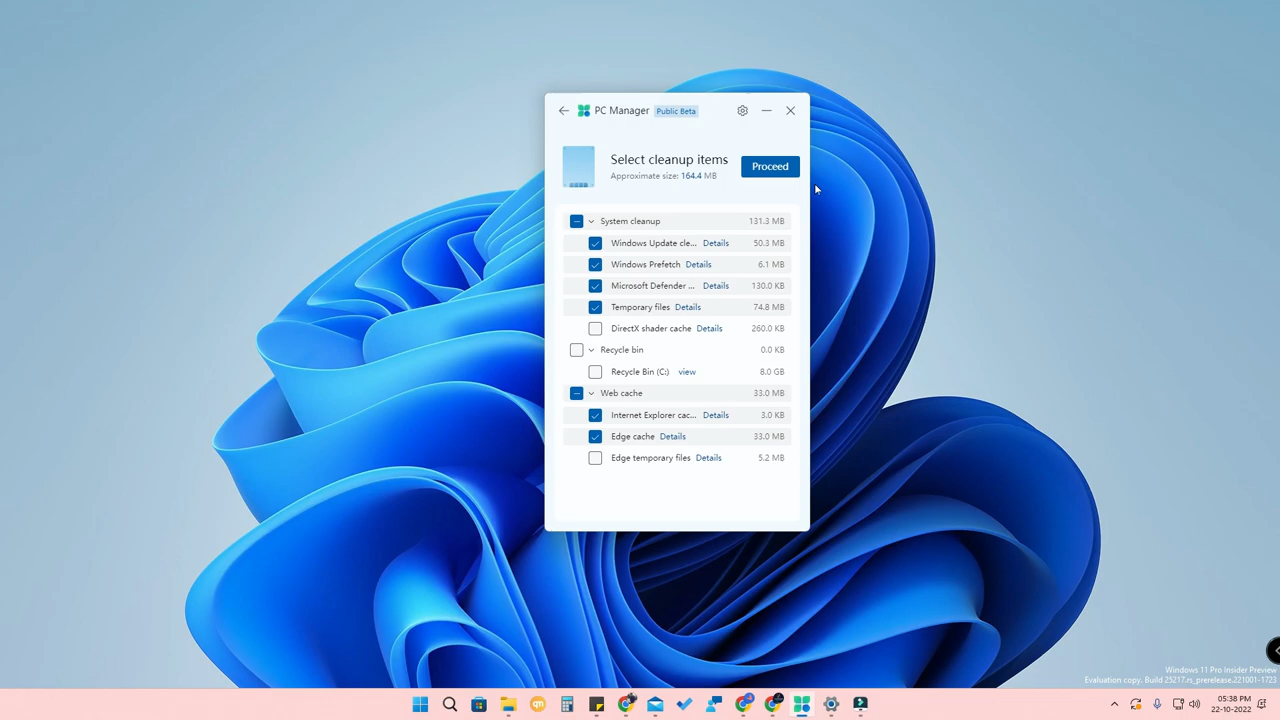 PC Manager Public Beta
Select cleanup items
Proceed
Approximate size: 164.4 MB
System cleanup 131.3 MB
Windows Update cle... Details 50.3 MB
Windows Prefetch Details 6.1 MB
Microsoft Defender ... Details 130.0 KB
Temporary files Details 74.8 MB
DirectX shader cache Details 260.0 KB
Recycle bin 0.0 KB
Recycle Bin (C:) view 8.0 GB
Web cache 33.0 MB
Internet Explorer cac... Details 3.0 KB
Edge cache Details 33.0 MB
Edge temporary files Details 5.2 MB
Windows 11 Pro Insider Preview
Evaluation copy. Build 25217.rs_prerelease.221001-1723
qm
05:38 PM
22-10-2022